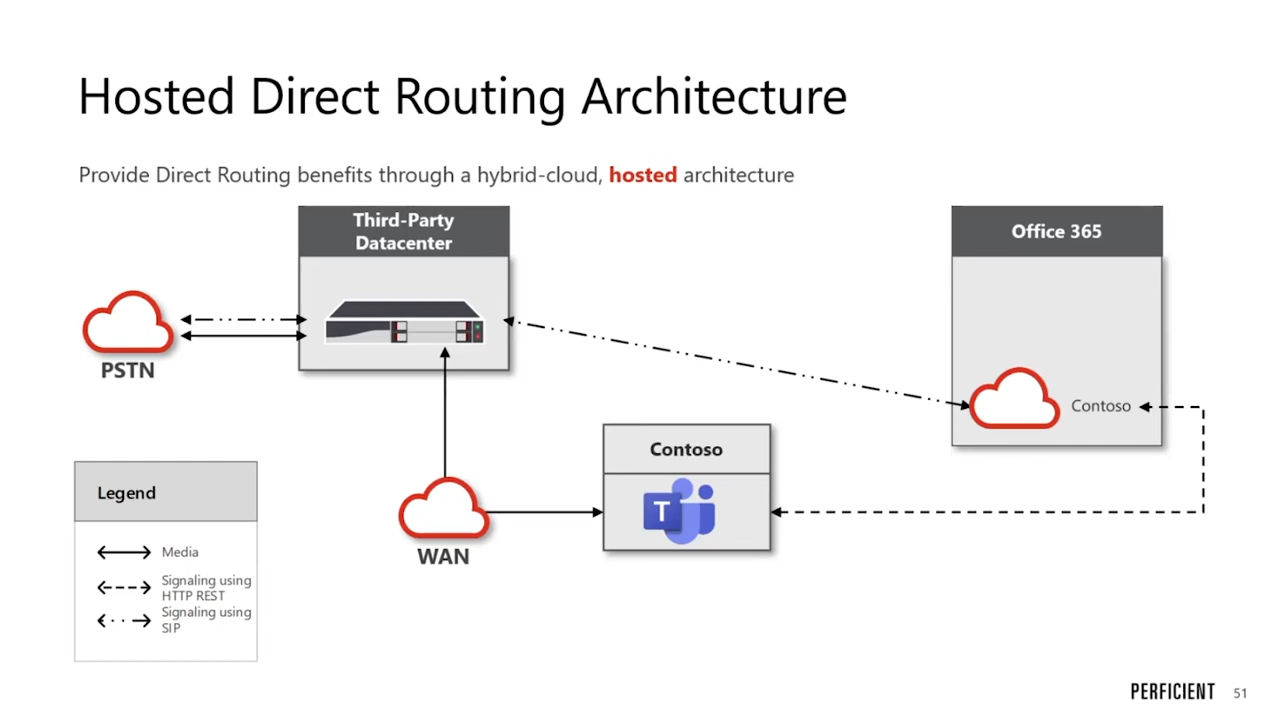 Hosted Direct Routing Architecture
Provide Direct Routing benefits through a hybrid-cloud, hosted architecture
Third-Party
Datacenter
Office 365
PSTN
Contoso
Contoso
T
WAN
Legend
Media
Signaling using
HTTP REST
Signaling using
SIP
PERFICIENT
51